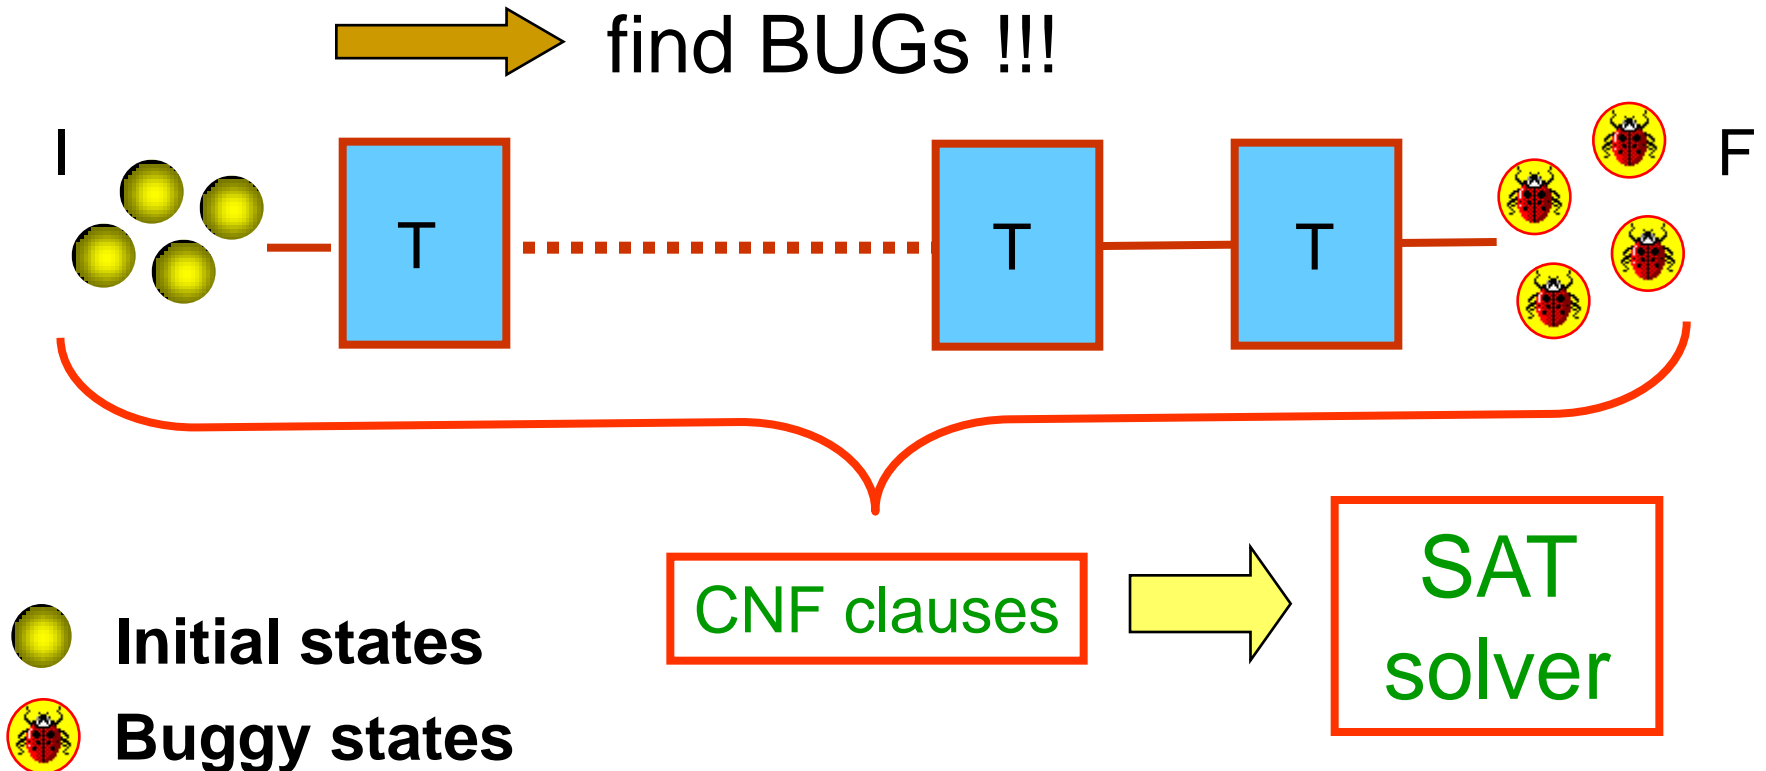 find BUGs !!!
I
F
T
T
T
CNF clauses
SAT
solver
Initial states
Buggy states